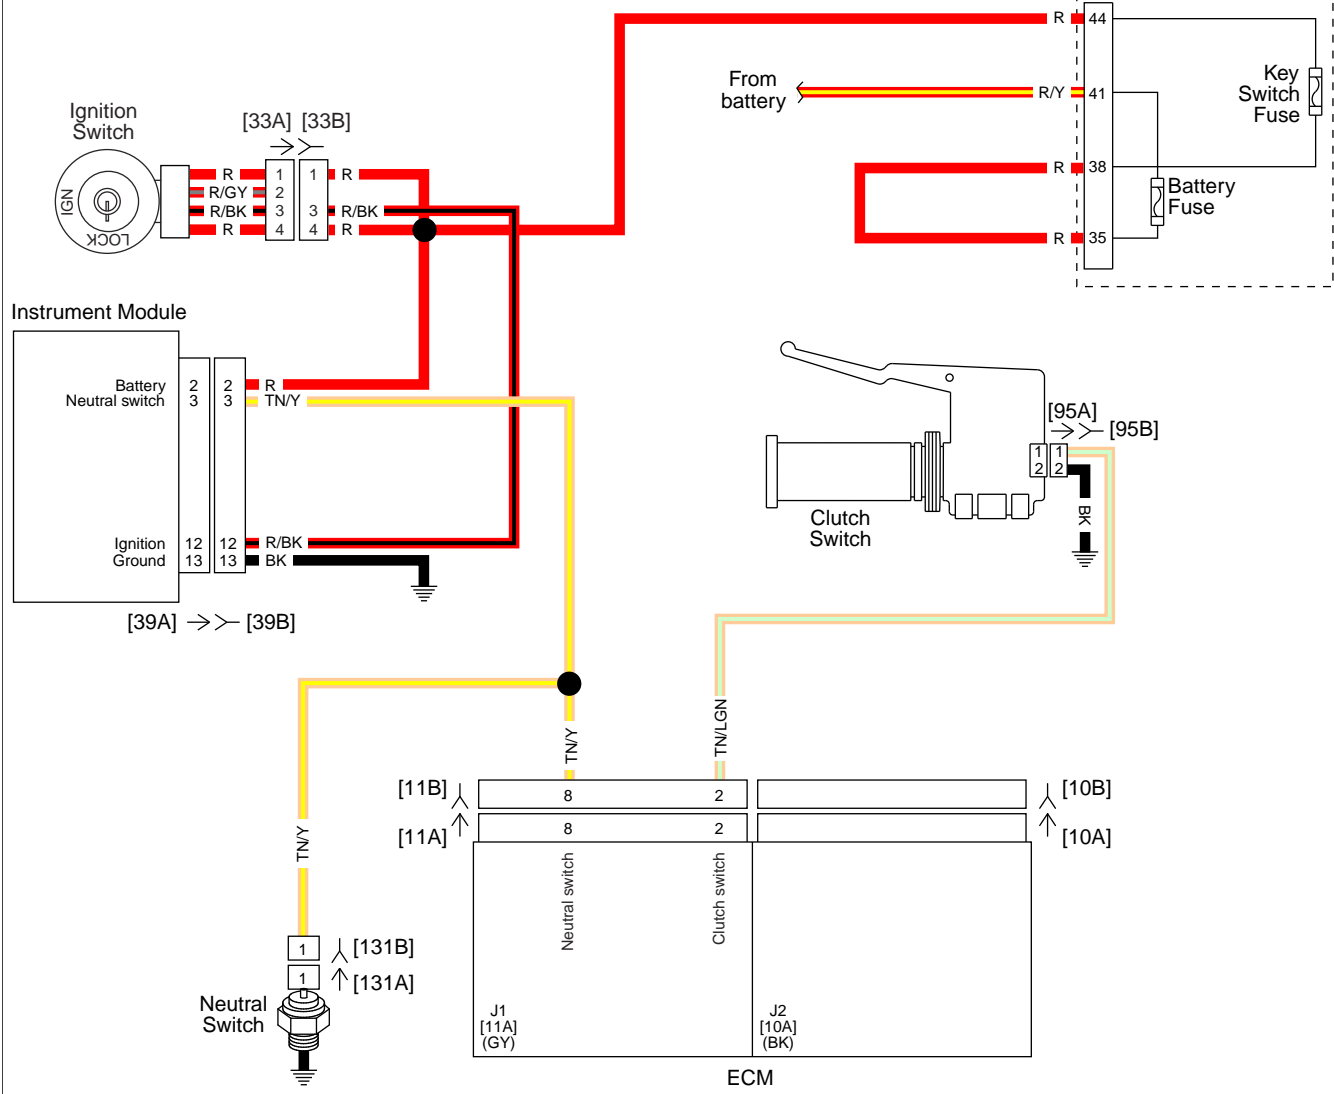 R 44
From
battery
R/Y 41
Key
Switch
Fuse
Ignition
Switch
[33A] [33B]
IGN
LOCK
R 1 1 R
R/GY 2
R/BK 3 3 R/BK
R 4 4 R
R 38
Battery
Fuse
R 35
Instrument Module
Battery 2 2 R
Neutral switch 3 3 TN/Y
Ignition 12 12 R/BK
Ground 13 13 BK
[39A] [39B]
[95A]
[95B]
1 1
2 2
BK
Clutch
Switch
TN/Y
TN/LGN
TN/Y
[11B] 8 2 [10B]
[11A] 8 2 [10A]
Neutral switch
Clutch switch
1 [131B]
1 [131A]
Neutral
Switch
J1
[11A]
(GY)
J2
[10A]
(BK)
ECM